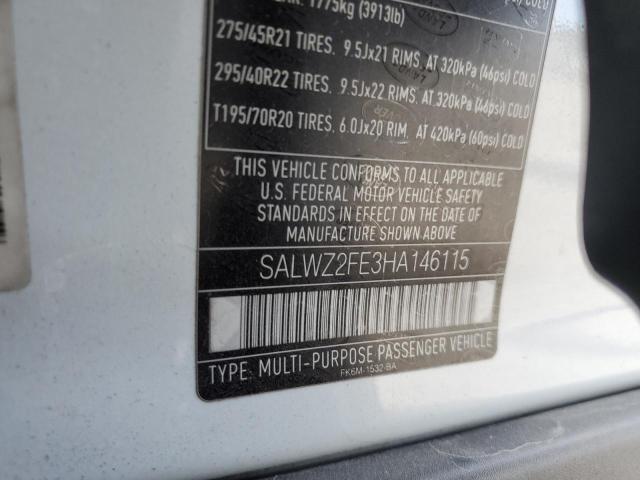 1775kg (3913lb)
275/45R21 TIRES. 9.5Jx21 RIMS. AT 320kPa (46psi) COLD
295/40R22 TIRES. 9.5Jx22 RIMS. AT 320kPa (46psi) COLD
T195/70R20 TIRES. 6.0Jx20 RIM. AT 420kPa (60psi) COLD
THIS VEHICLE CONFORMS TO ALL APPLICABLE
U.S. FEDERAL MOTOR VEHICLE SAFETY
STANDARDS IN EFFECT ON THE DATE OF
MANUFACTURE SHOWN ABOVE
SALWZ2FE3HA146115
TYPE: MULTI-PURPOSE PASSENGER VEHICLE
FK6M-1532-BA